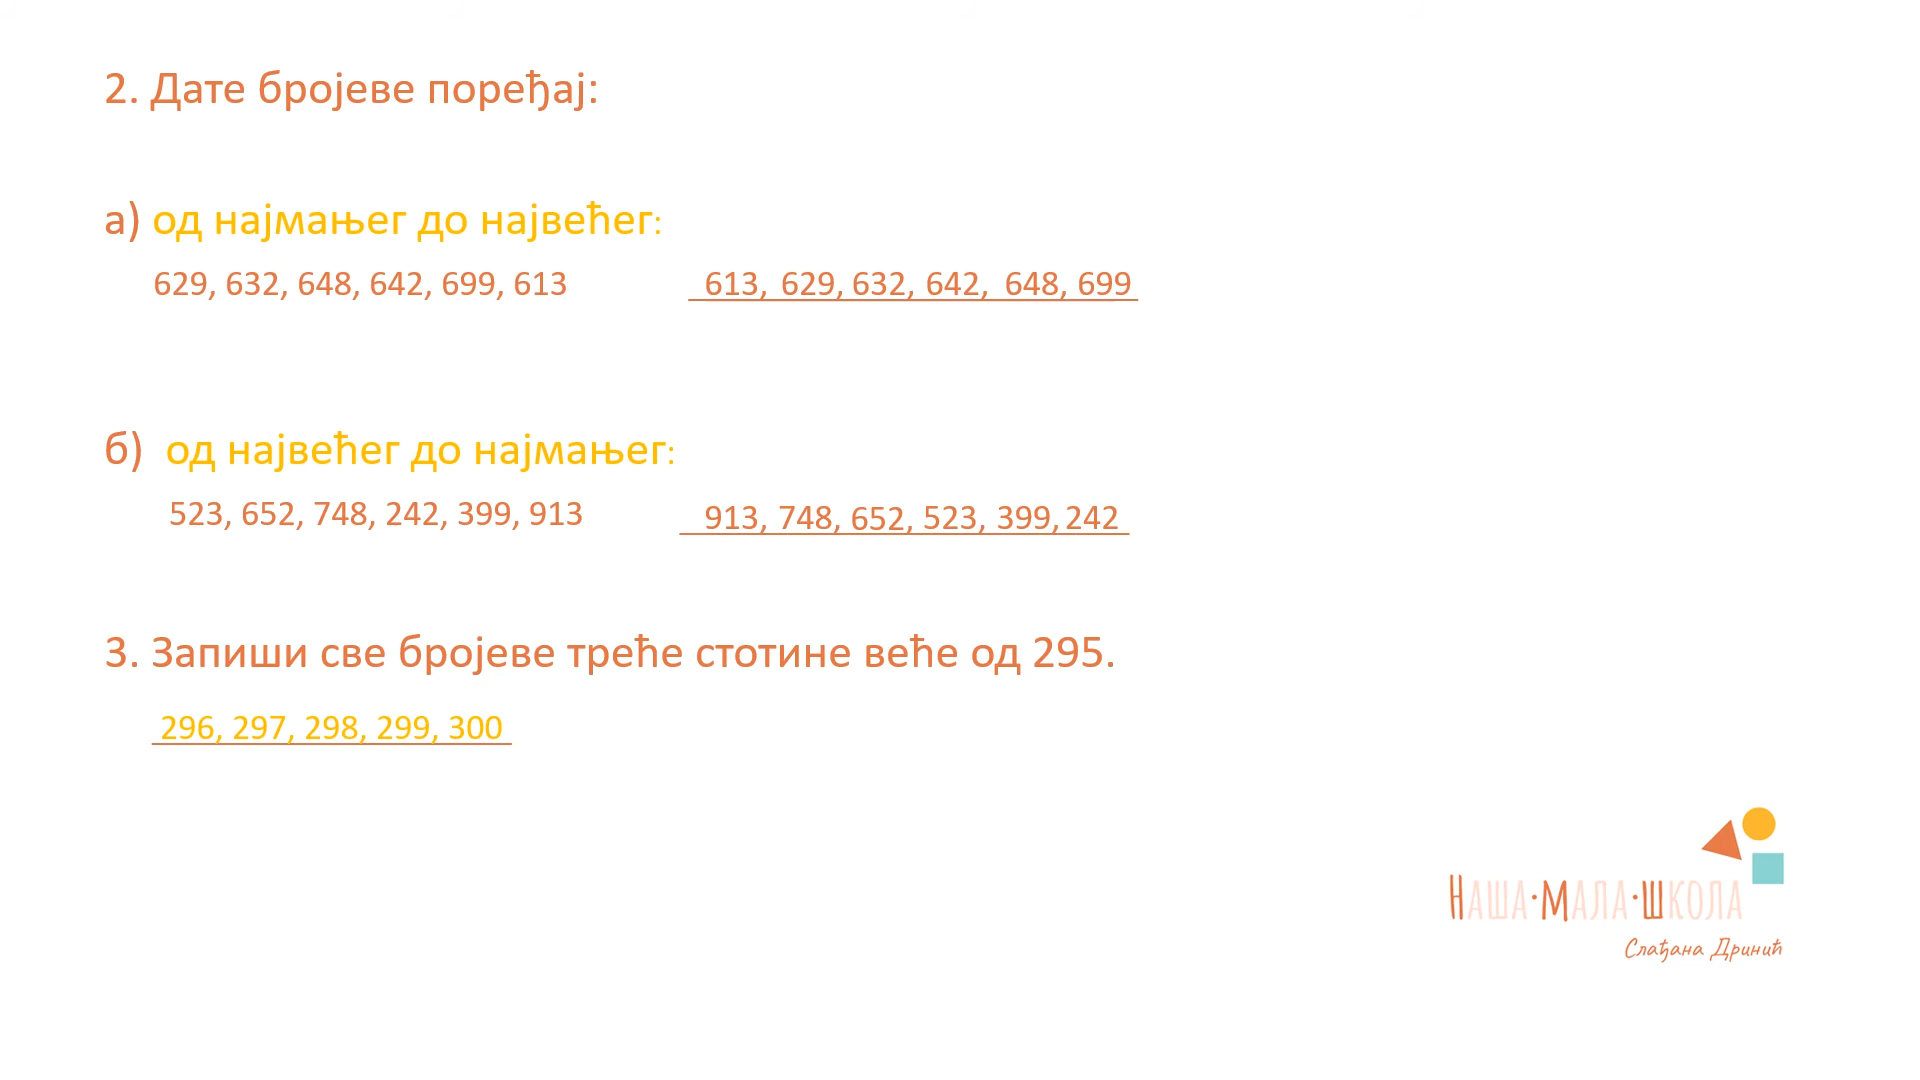 2. Дате бројеве поређај:
а) од најмањег до највећег:
629, 632, 648, 642, 699, 613 613, 629, 632, 642, 648, 699
б) од највећег до најмањег:
523, 652, 748, 242, 399, 913 913, 748, 652, 523, 399, 242
3. Запиши све бројеве треће стотине веће од 295.
296, 297, 298, 299, 300
НАША·МАЛА·ШКОЛА
Слађана Дринић